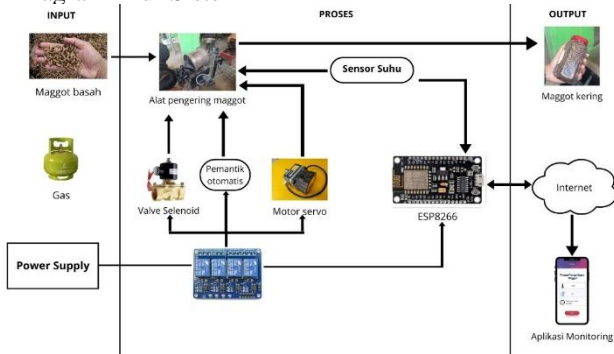 INPUT
PROSES
OUTPUT
Maggot basah
Alat pengering maggot
Sensor Suhu
Maggot kering
Gas
Valve Selenoid
Pemantik
otomatis
Motor servo
ESP8266
Internet
Power Supply
Aplikasi Monitoring